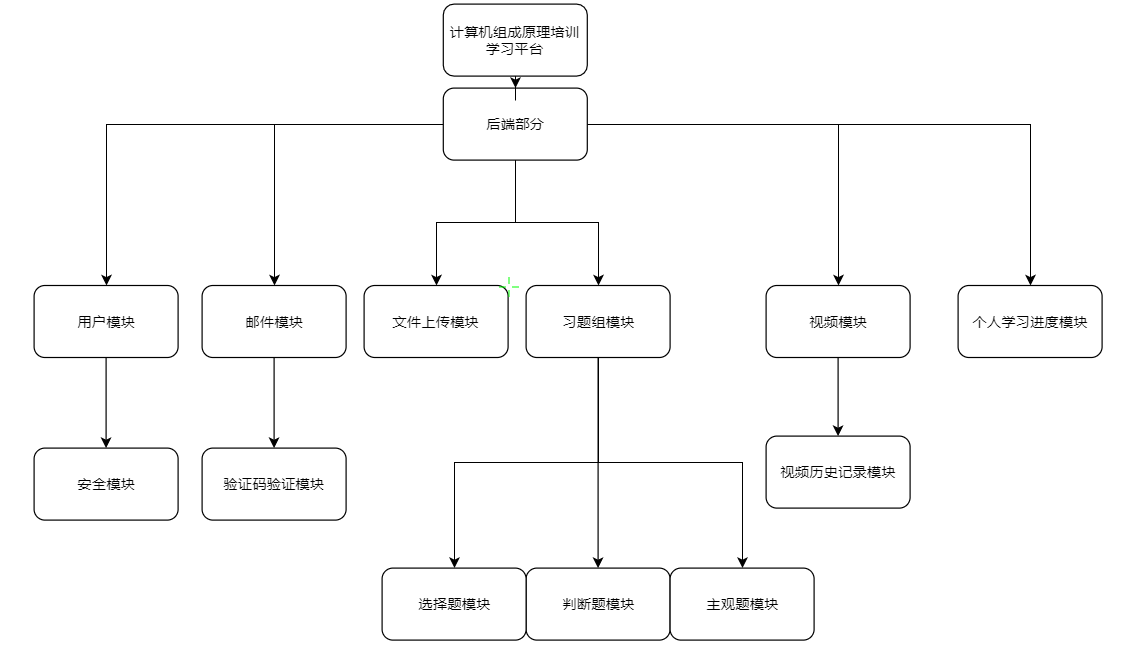 计算机组成原理培训
学习平台
后端部分
用户模块
邮件模块
文件上传模块
习题组模块
视频模块
个人学习进度模块
安全模块
验证码验证模块
视频历史记录模块
选择题模块
判断题模块
主观题模块